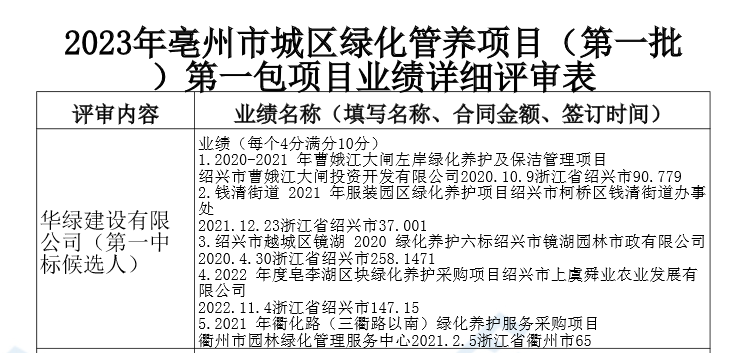 2023年亳州市城区绿化管养项目（第一批
）第一包项目业绩详细评审表
评审内容
业绩名称（填写名称、合同金额、签订时间）
华绿建设有限
公司（第一中
标候选人）
业绩（每个4分满分10分）
1.2020-2021 年曹娥江大闸左岸绿化养护及保洁管理项目
绍兴市曹娥江大闸投资开发有限公司2020.10.9浙江省绍兴市90.779
2.钱清街道 2021 年服装园区绿化养护项目绍兴市柯桥区钱清街道办事
处
2021.12.23浙江省绍兴市37.001
3.绍兴市越城区镜湖 2020 绿化养护六标绍兴市镜湖园林市政有限公司
2020.4.30浙江省绍兴市258.1471
4.2022 年度皂李湖区块绿化养护采购项目绍兴市上虞舜业农业发展有
限公司
2022.11.4浙江省绍兴市147.15
5.2021 年衢化路（三衢路以南）绿化养护服务采购项目
衢州市园林绿化管理服务中心2021.2.5浙江省衢州市65